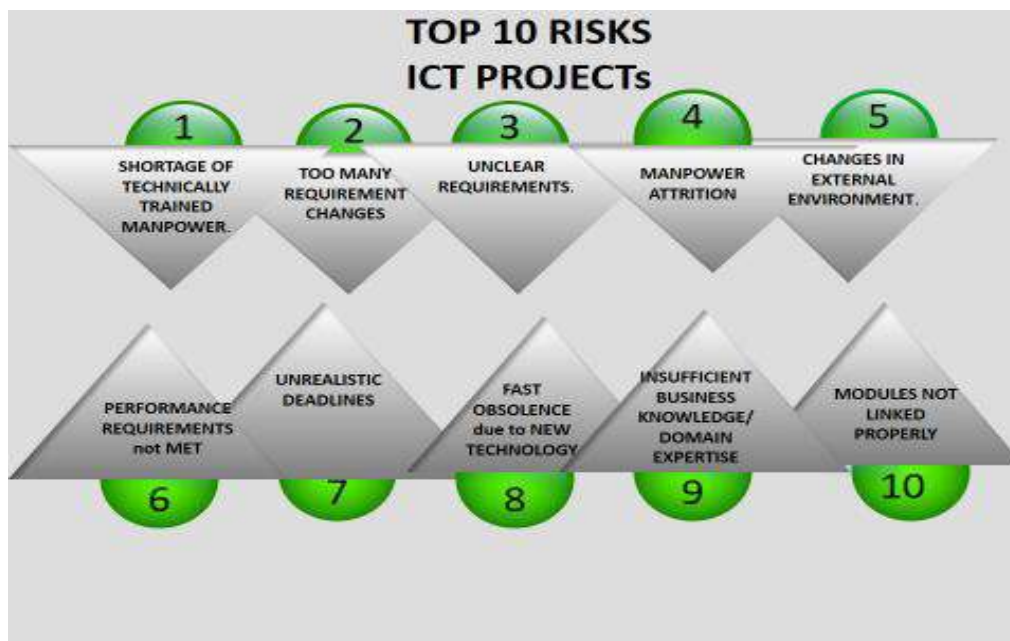 TOP 10 RISKS
ICT PROJECTs
1
SHORTAGE OF
TECHNICALLY
TRAINED
MANPOWER.
2
TOO MANY
REQUIREMENT
CHANGES
3
UNCLEAR
REQUIREMENTS.
4
MANPOWER
ATTRITION
5
CHANGES IN
EXTERNAL
ENVIRONMENT.
PERFORMANCE
REQUIREMENTS
not MET
6
UNREALISTIC
DEADLINES
7
FAST
OBSOLENCE
due to NEW
TECHNOLOGY
8
INSUFFICIENT
BUSINESS
KNOWLEDGE/
DOMAIN
EXPERTISE
9
MODULES NOT
LINKED
PROPERLY
10